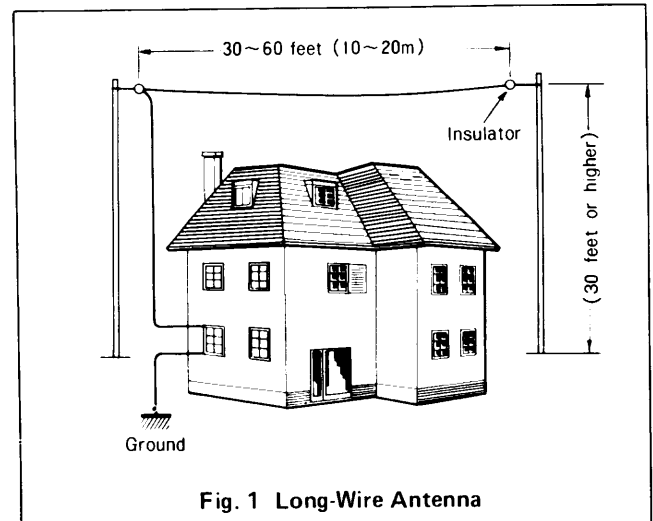 30~60 feet (10~20m)
Insulator
(30 feet or higher)
Ground
Fig. 1 Long-Wire Antenna